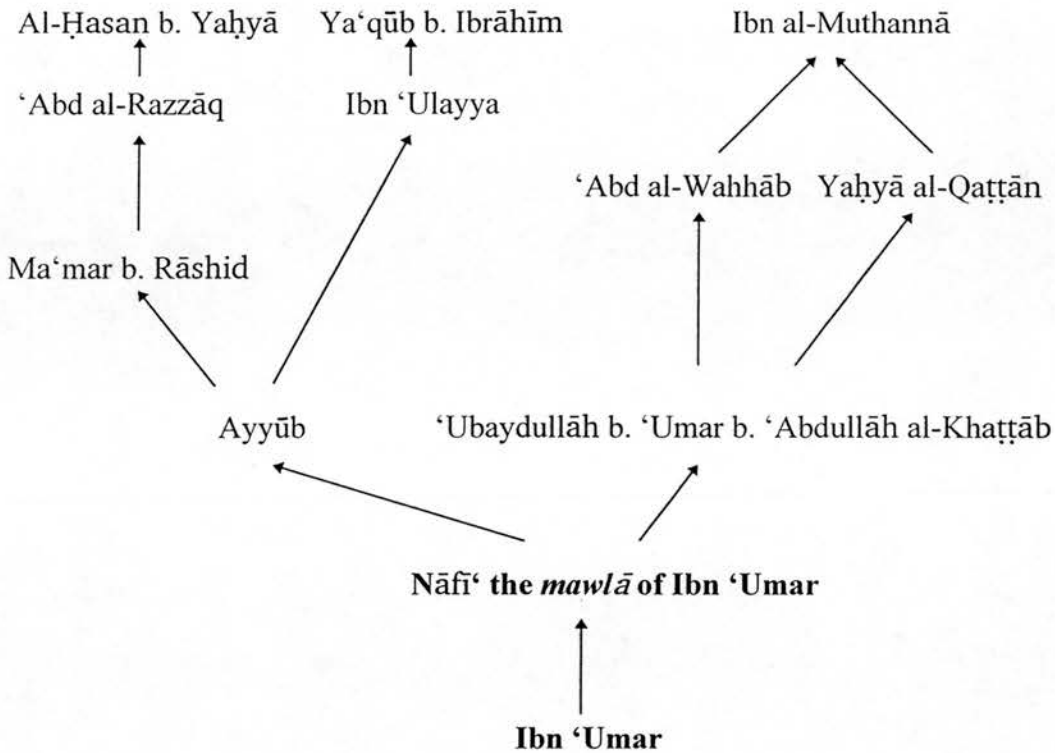 Al-Ḥasan b. Yaḥyā Ya‘qūb b. Ibrāhīm Ibn al-Muthannā
‘Abd al-Razzāq Ibn ‘Ulayya
‘Abd al-Wahhāb Yaḥyā al-Qaṭṭān
Ma‘mar b. Rāshid
Ayyūb ‘Ubaydullāh b. ‘Umar b. ‘Abdullāh al-Khaṭṭāb
Nāfi‘ the mawlā of Ibn ‘Umar
Ibn ‘Umar